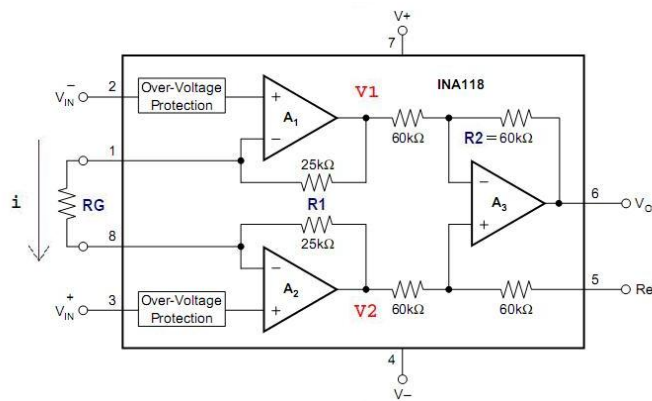 V+
7
INA118
V1
2
V−IN
Over-Voltage
Protection
+
A1
−
60kΩ
R2=60kΩ
1
25kΩ
i
RG
R1
−
A3
+
6
VO
8
25kΩ
−
A2
+
5
Re
V+IN
3
Over-Voltage
Protection
V2
60kΩ
60kΩ
4
V−